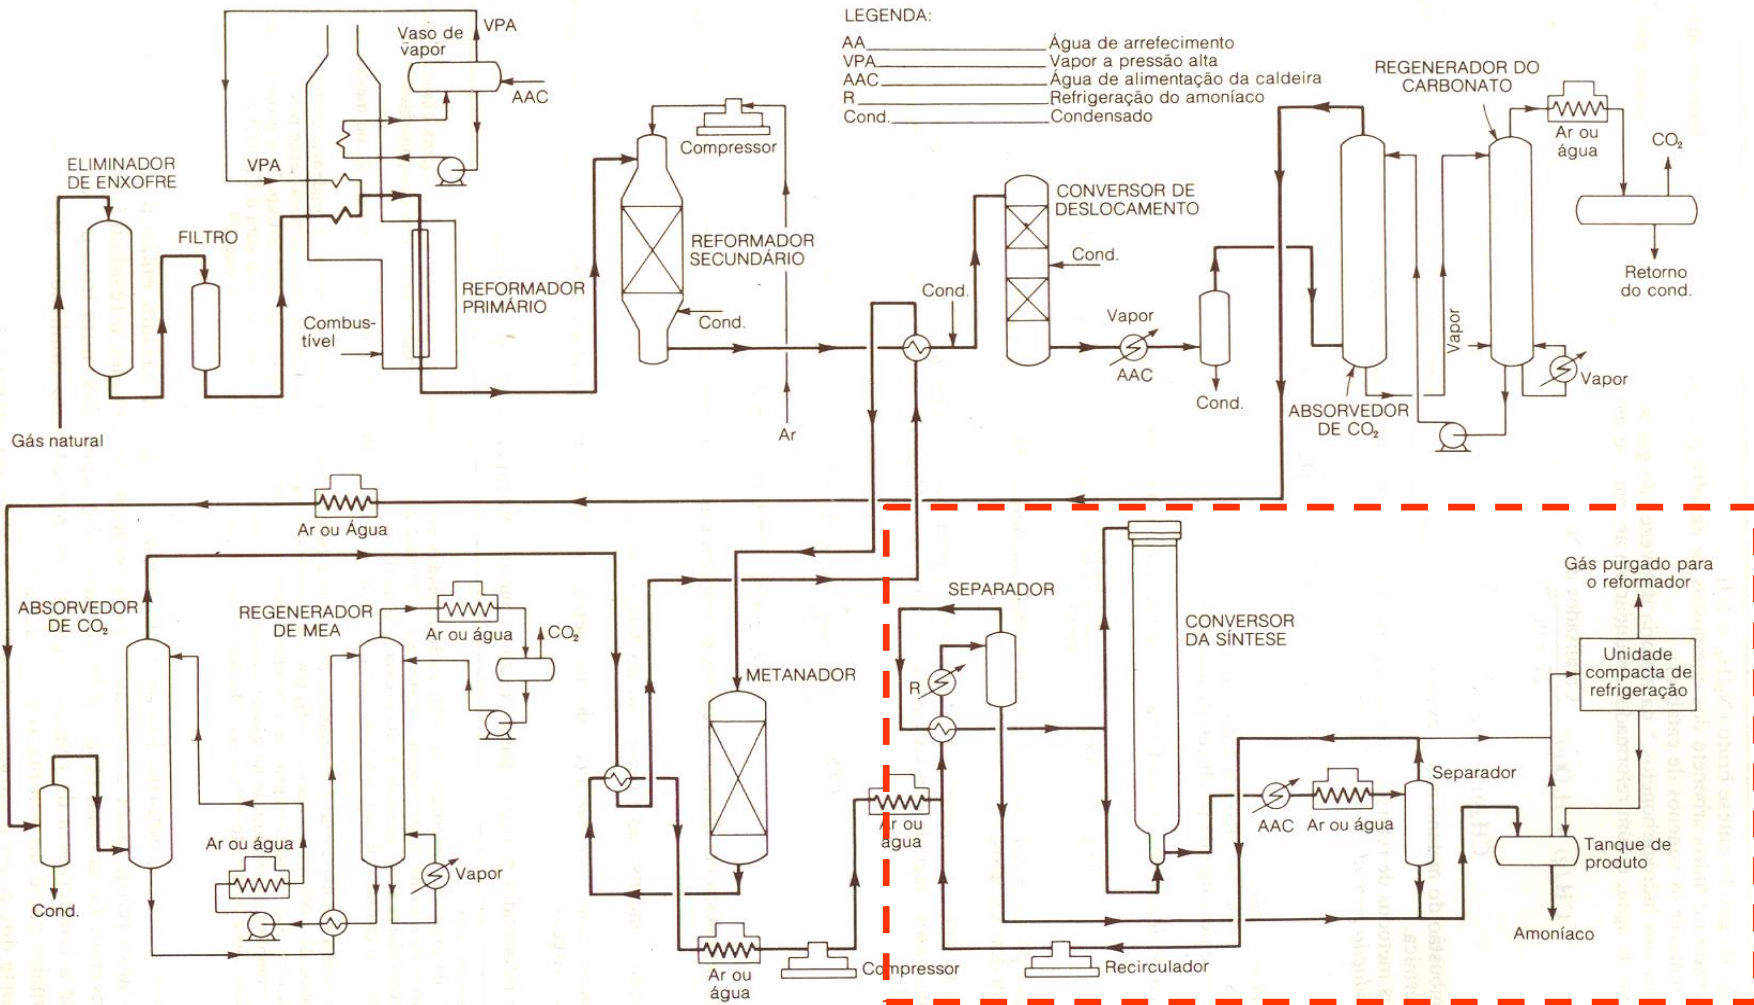 LEGENDA:
AA Água de arrefecimento
VPA Vapor a pressão alta
AAC Água de alimentação da caldeira
R Refrigeração do amoníaco
Cond. Condensado
VPA
Vaso de
vapor
AAC
VPA
ELIMINADOR
DE ENXOFRE
FILTRO
Gás natural
Combus-
tível
REFORMADOR
PRIMÁRIO
Compressor
REFORMADOR
SECUNDÁRIO
Cond.
Ar
Cond.
CONVERSOR DE
DESLOCAMENTO
Cond.
Vapor
AAC
Cond.
ABSORVEDOR
DE CO₂
REGENERADOR DO
CARBONATO
Ar ou
água
CO₂
Retorno
do cond.
Vapor
Vapor
Ar ou Água
ABSORVEDOR
DE CO₂
REGENERADOR
DE MEA
Ar ou água
CO₂
Ar ou água
Vapor
Cond.
METANADOR
Ar ou
água
Compressor
Ar ou
água
SEPARADOR
R
CONVERSOR
DA SÍNTESE
AAC
Ar ou água
Separador
Recirculador
Gás purgado para
o reformador
Unidade
compacta de
refrigeração
Tanque de
produto
Amoníaco